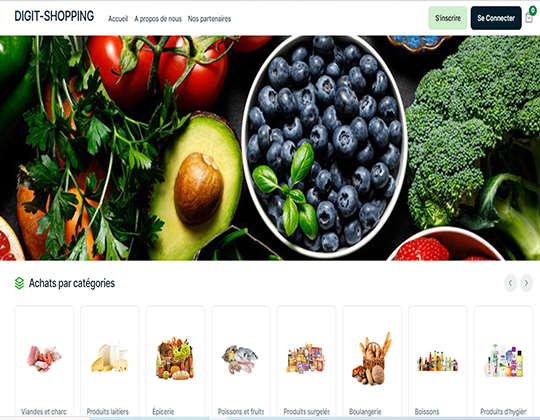 DIGIT-SHOPPING
Accueil A propos de nous Nos partenaires
S'inscrire Se Connecter 0
Achats par catégories
Viandes et charc Produits laitiers Épicerie Poissons et fruits Produits surgelés Boulangerie Boissons Produits d'hygièn